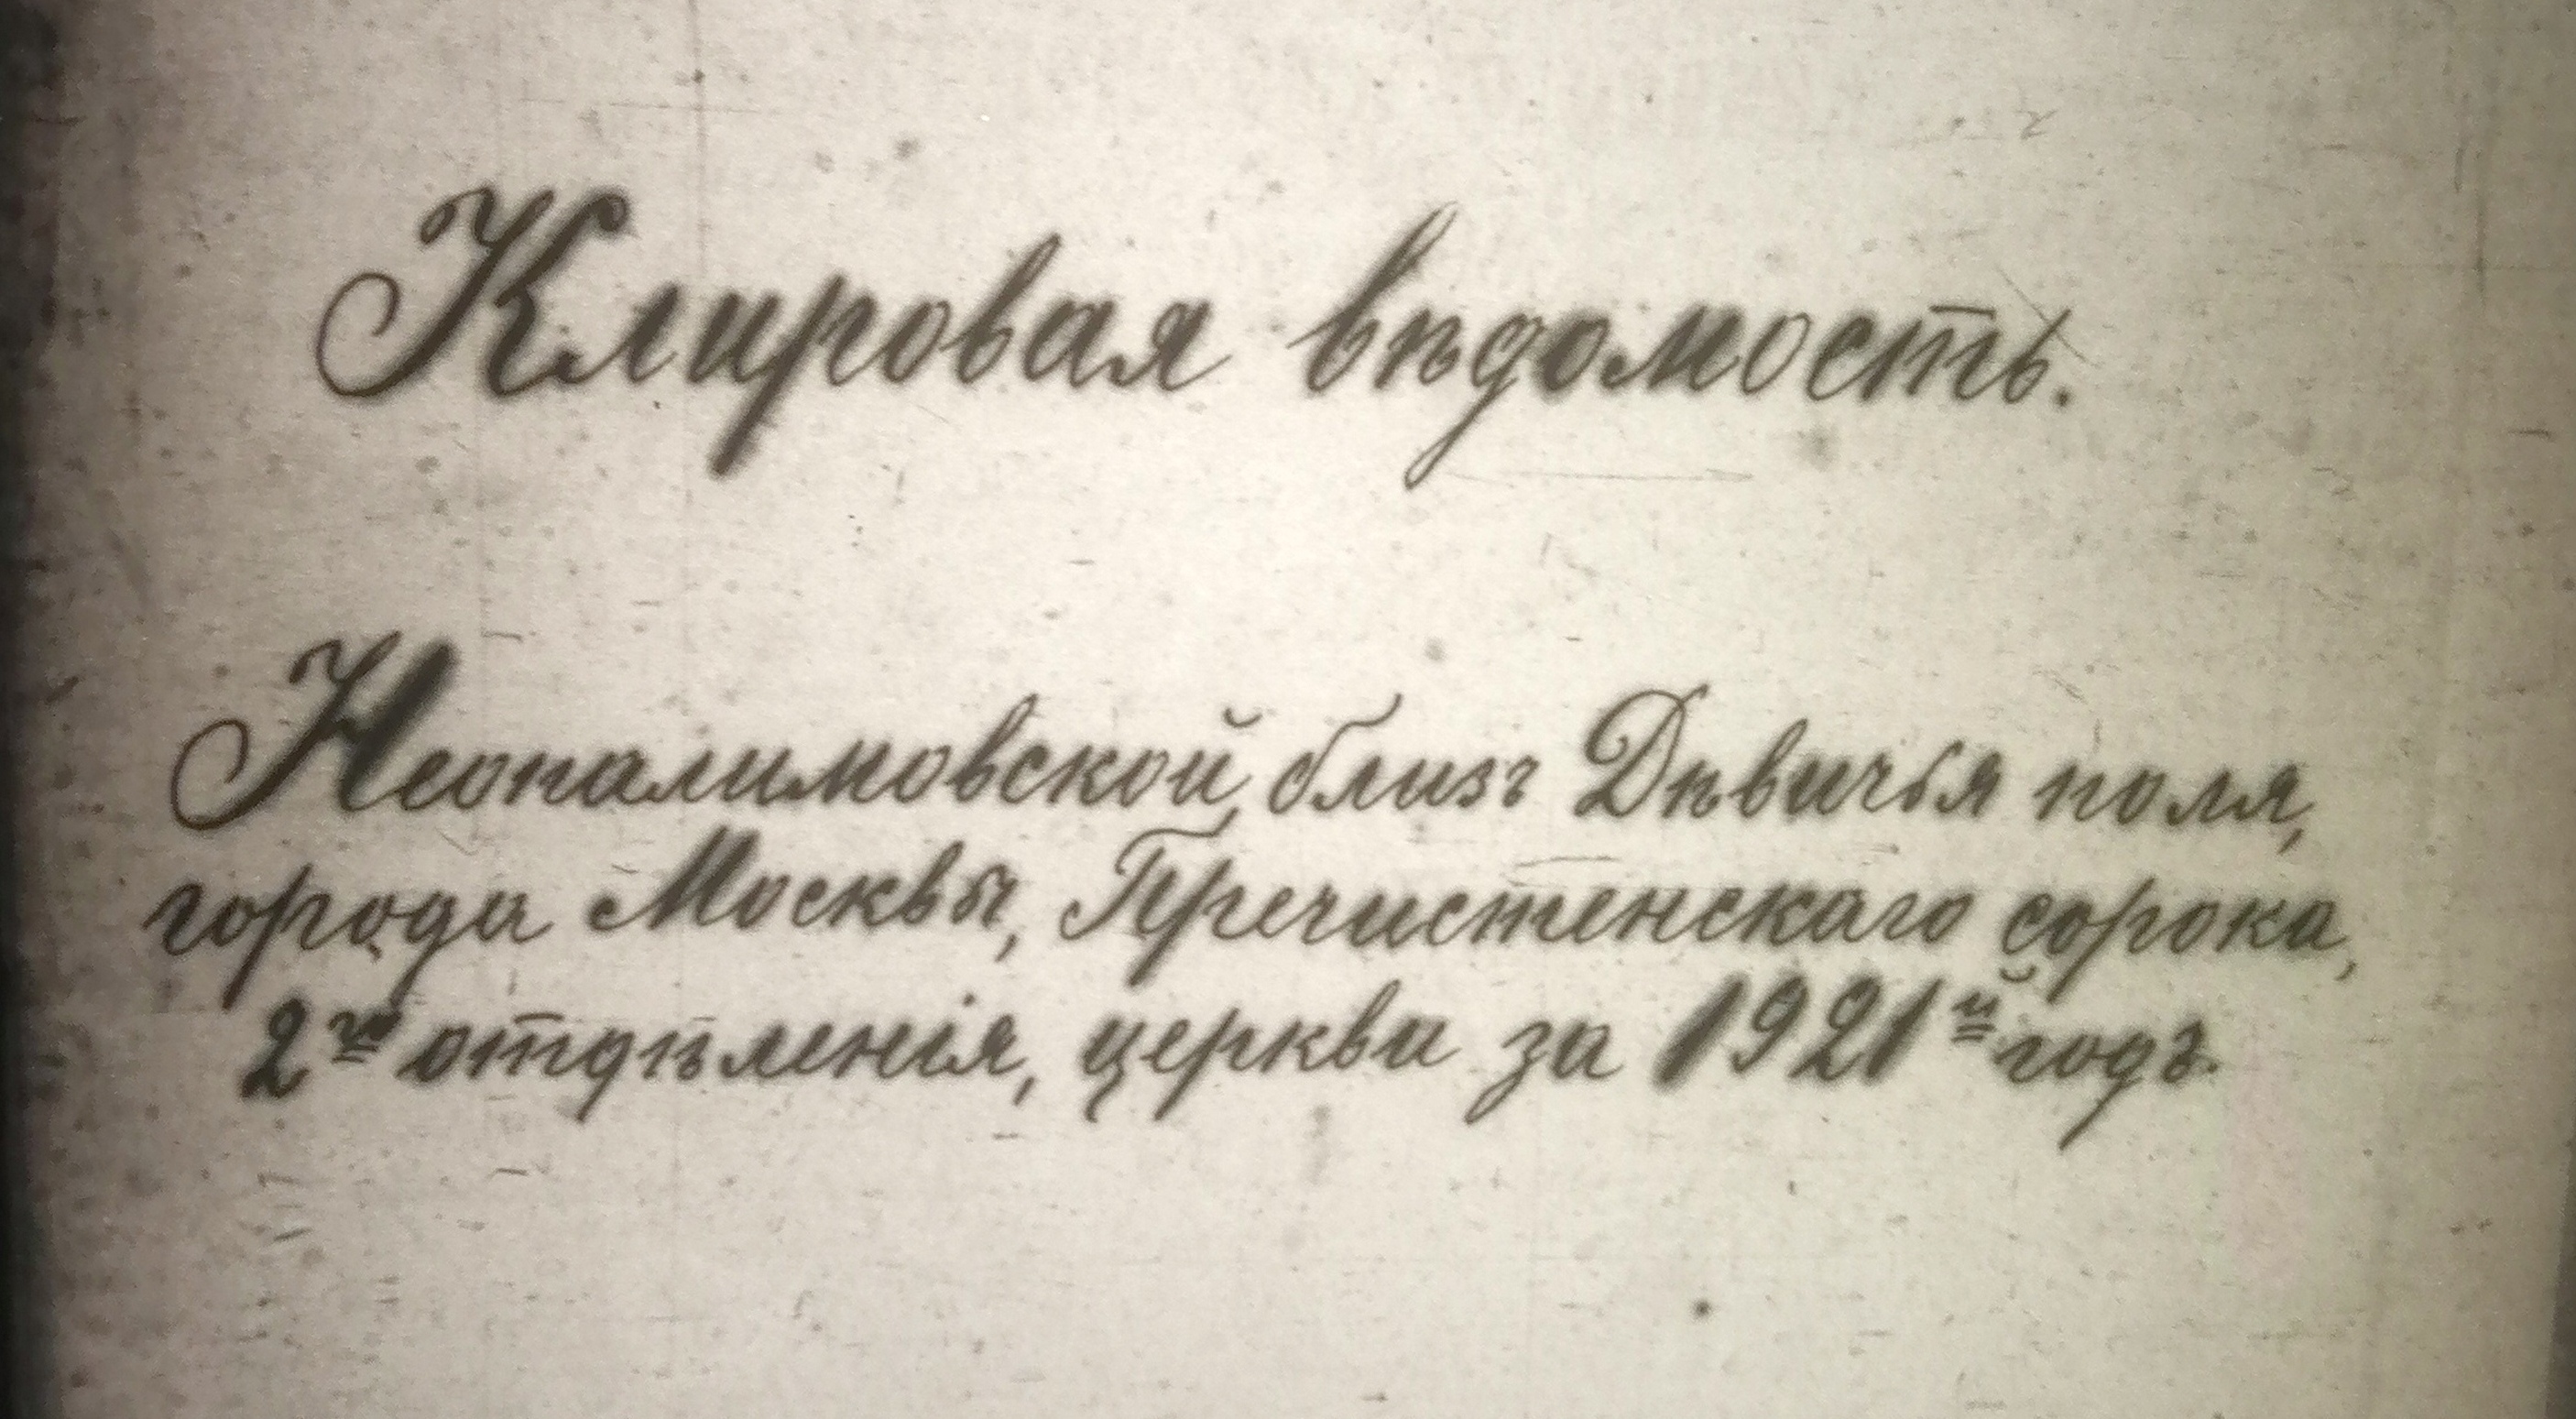 Клировая вѣдомость.
Неопалимовской, близъ Дѣвичья поля,
города Москвы, Пречистенскаго сорока,
2го отдѣленія, церкви за 1921й годъ.